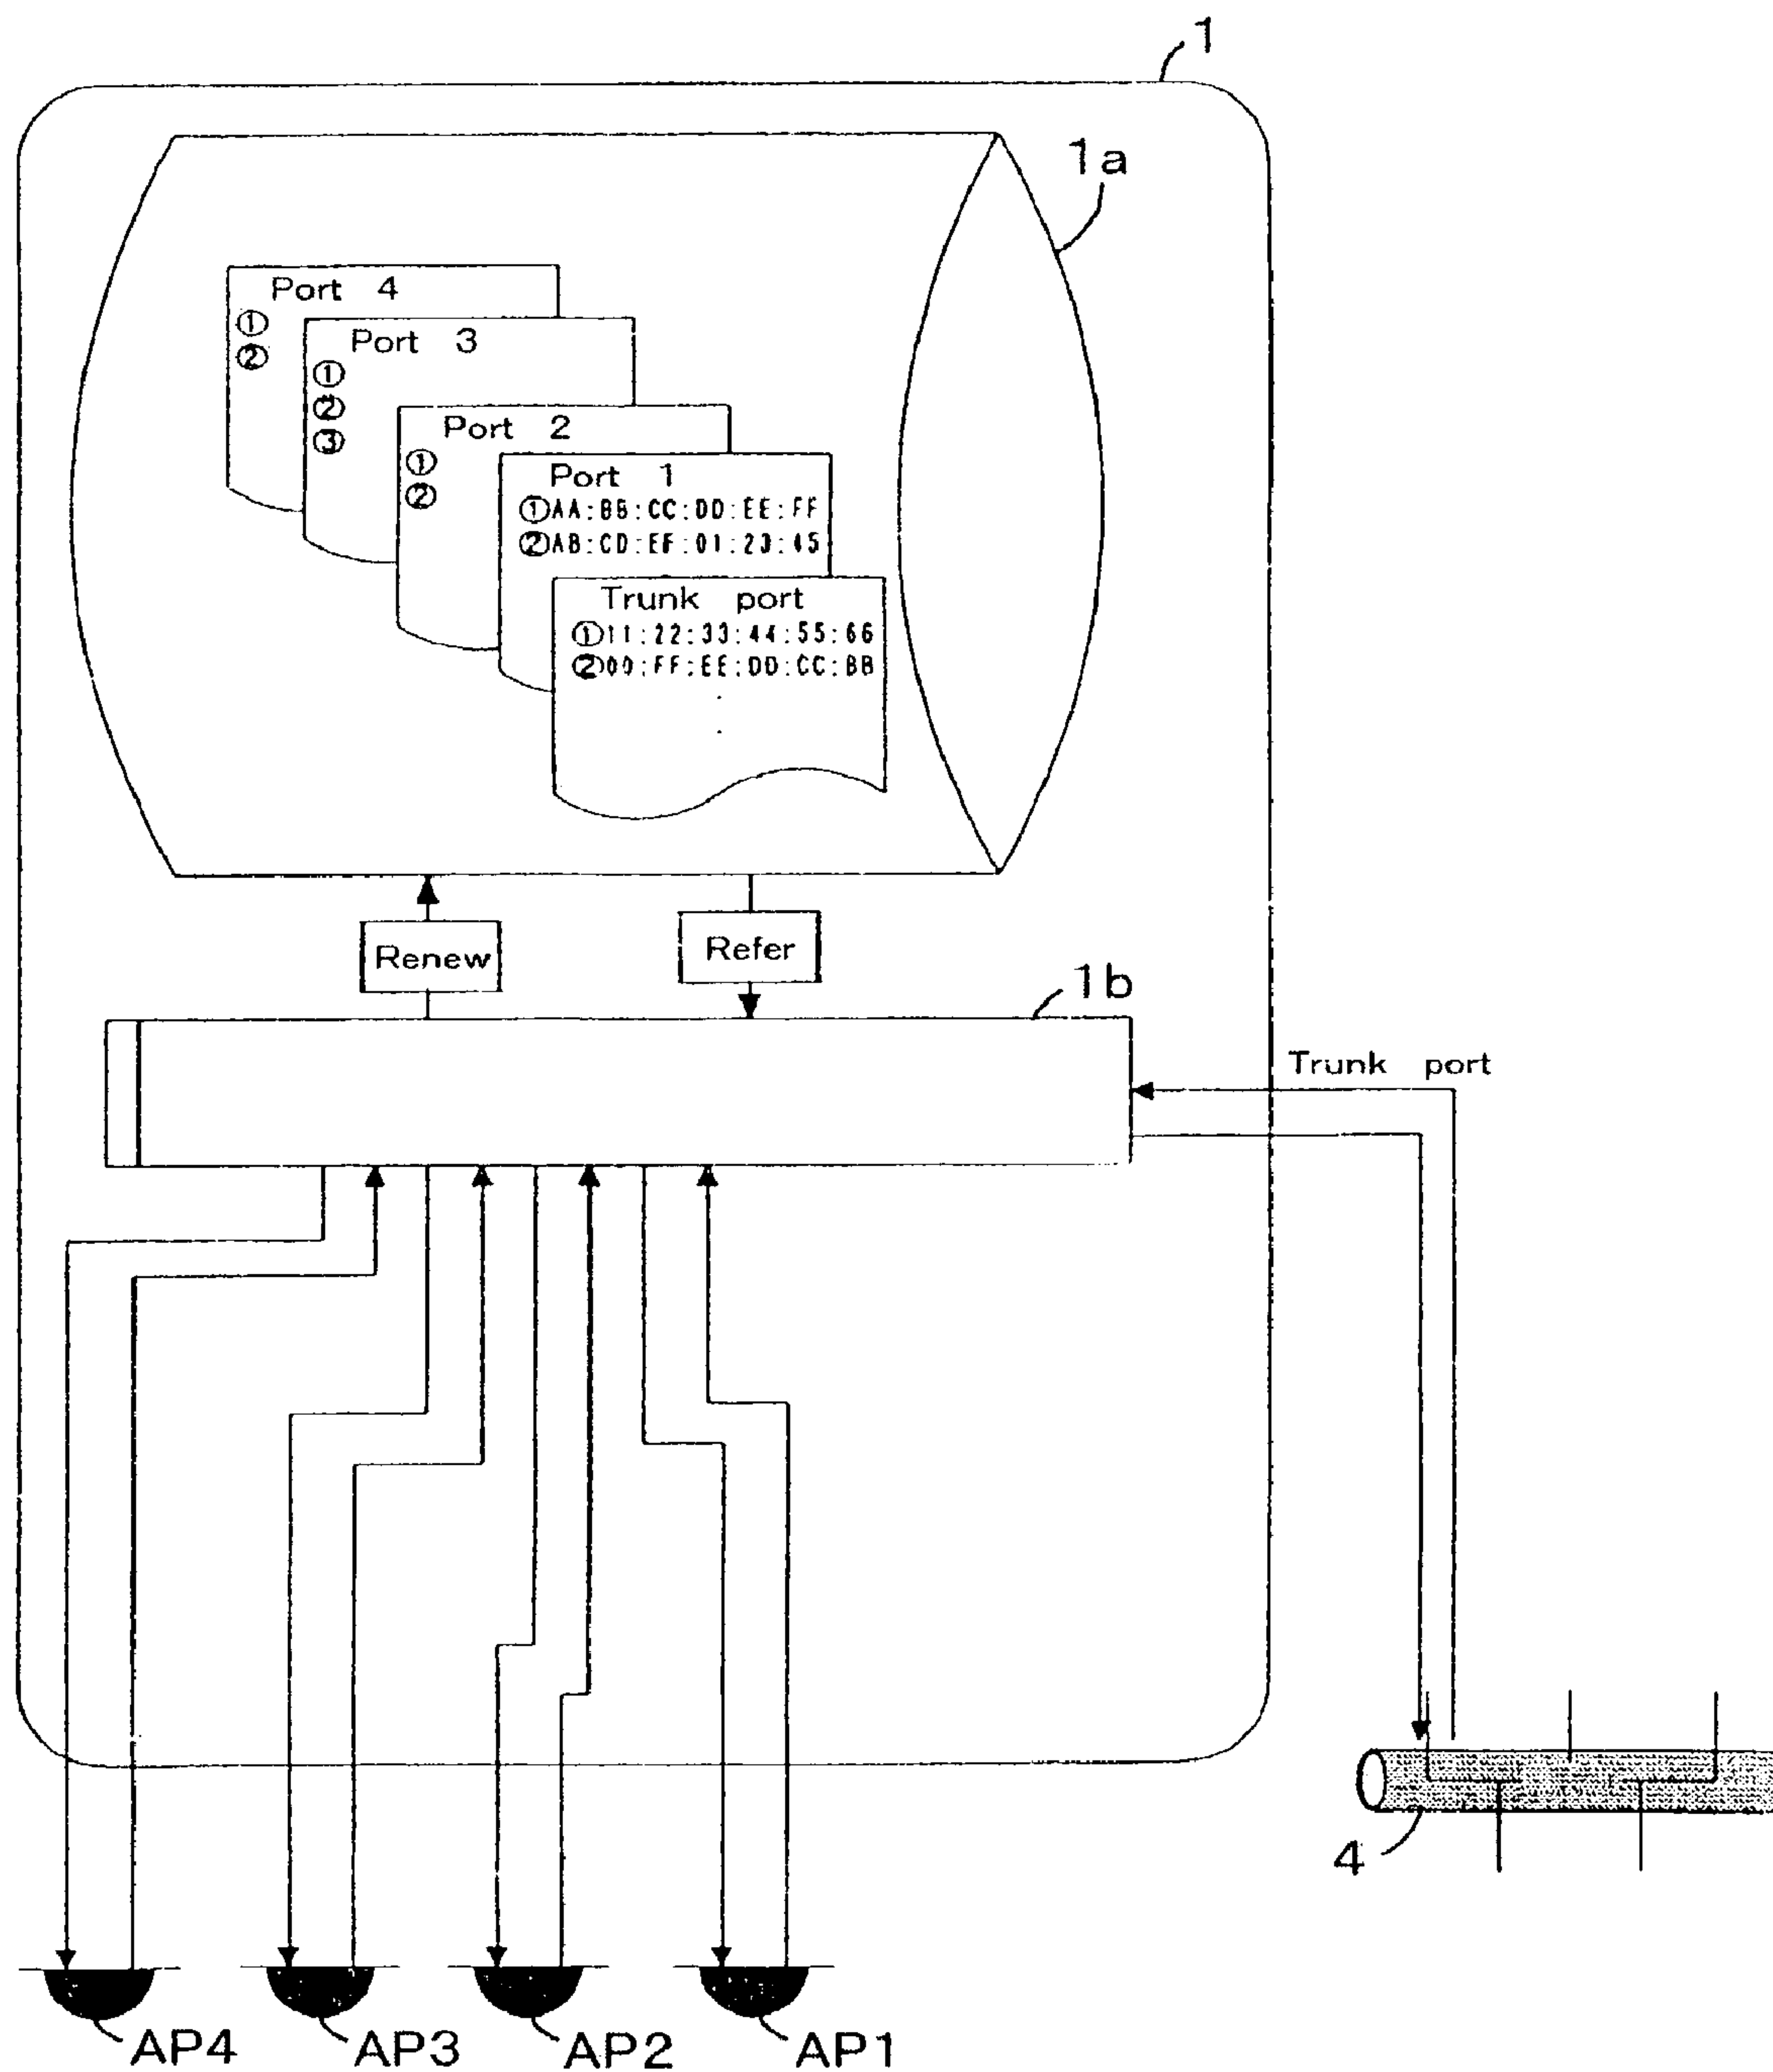 1
1a
Port 4
①
②
Port 3
①
②
③
Port 2
①
②
Port 1
①AA:BB:CC:DD:EE:FF
②AB:CD:EF:01:23:45
Trunk port
①11:22:33:44:55:66
②00:FF:EE:DD:CC:BB
Renew
Refer
1b
Trunk port
4
AP4
AP3
AP2
AP1